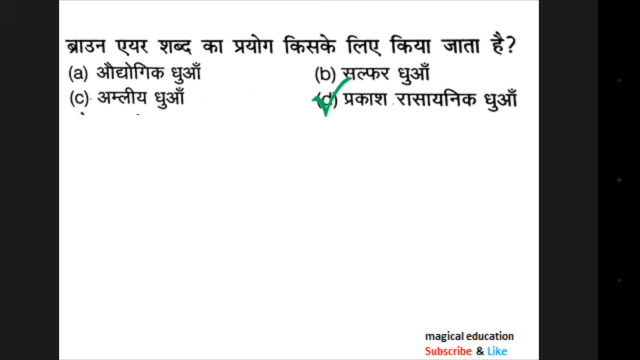 ब्राउन एयर शब्द का प्रयोग किसके लिए किया जाता है?
(a) औद्योगिक धुआँ (b) सल्फर धुआँ
(c) अम्लीय धुआँ (d) प्रकाश रासायनिक धुआँ
magical education
Subscribe & Like